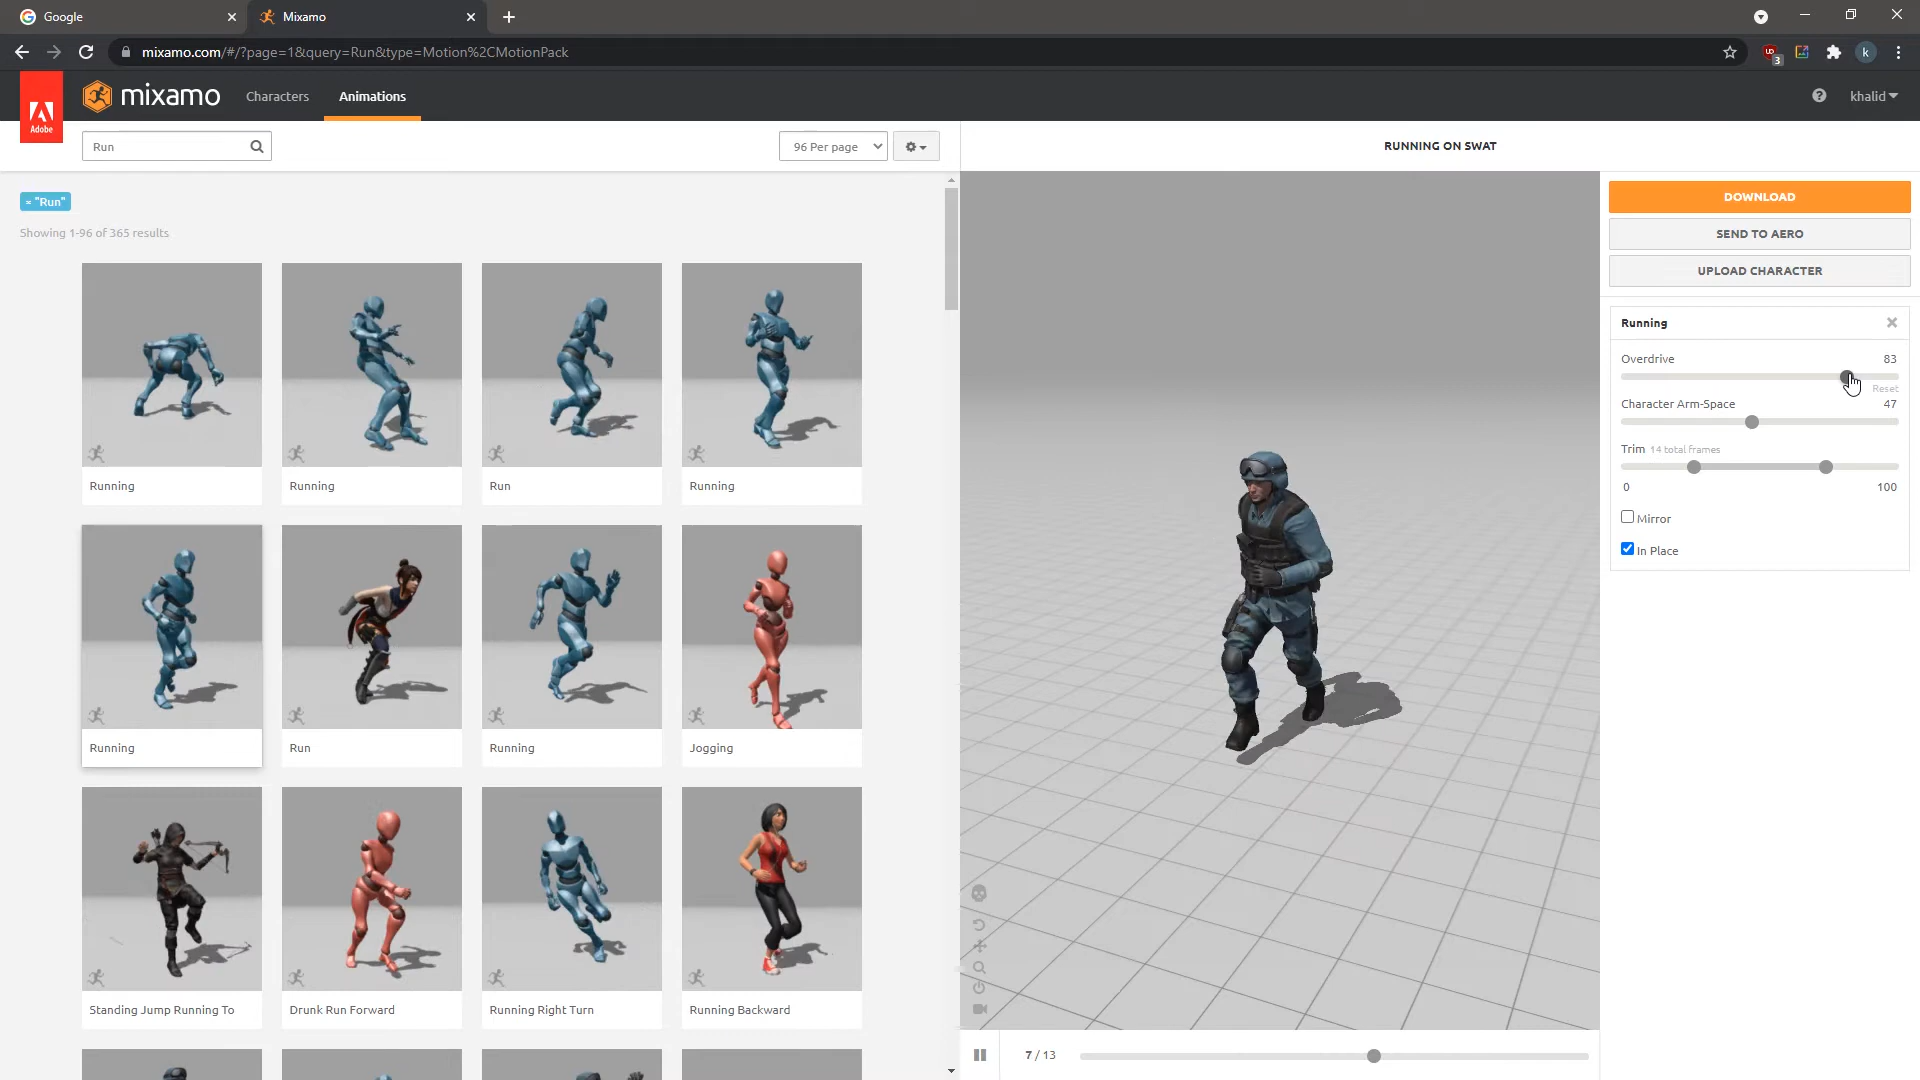 Google
Mixamo
mixamo.com/#/?page=1&query=Run&type=Motion%2CMotionPack
3
k
Adobe
mixamo
Characters
Animations
khalid
Run
96 Per page
RUNNING ON SWAT
× "Run"
Showing 1-96 of 365 results
DOWNLOAD
SEND TO AERO
UPLOAD CHARACTER
Running
Overdrive 83
Reset
Character Arm-Space 47
Trim 14 total frames
0 100
Mirror
In Place
Running
Running
Run
Running
Running
Run
Running
Jogging
Standing Jump Running To
Drunk Run Forward
Running Right Turn
Running Backward
7 / 13